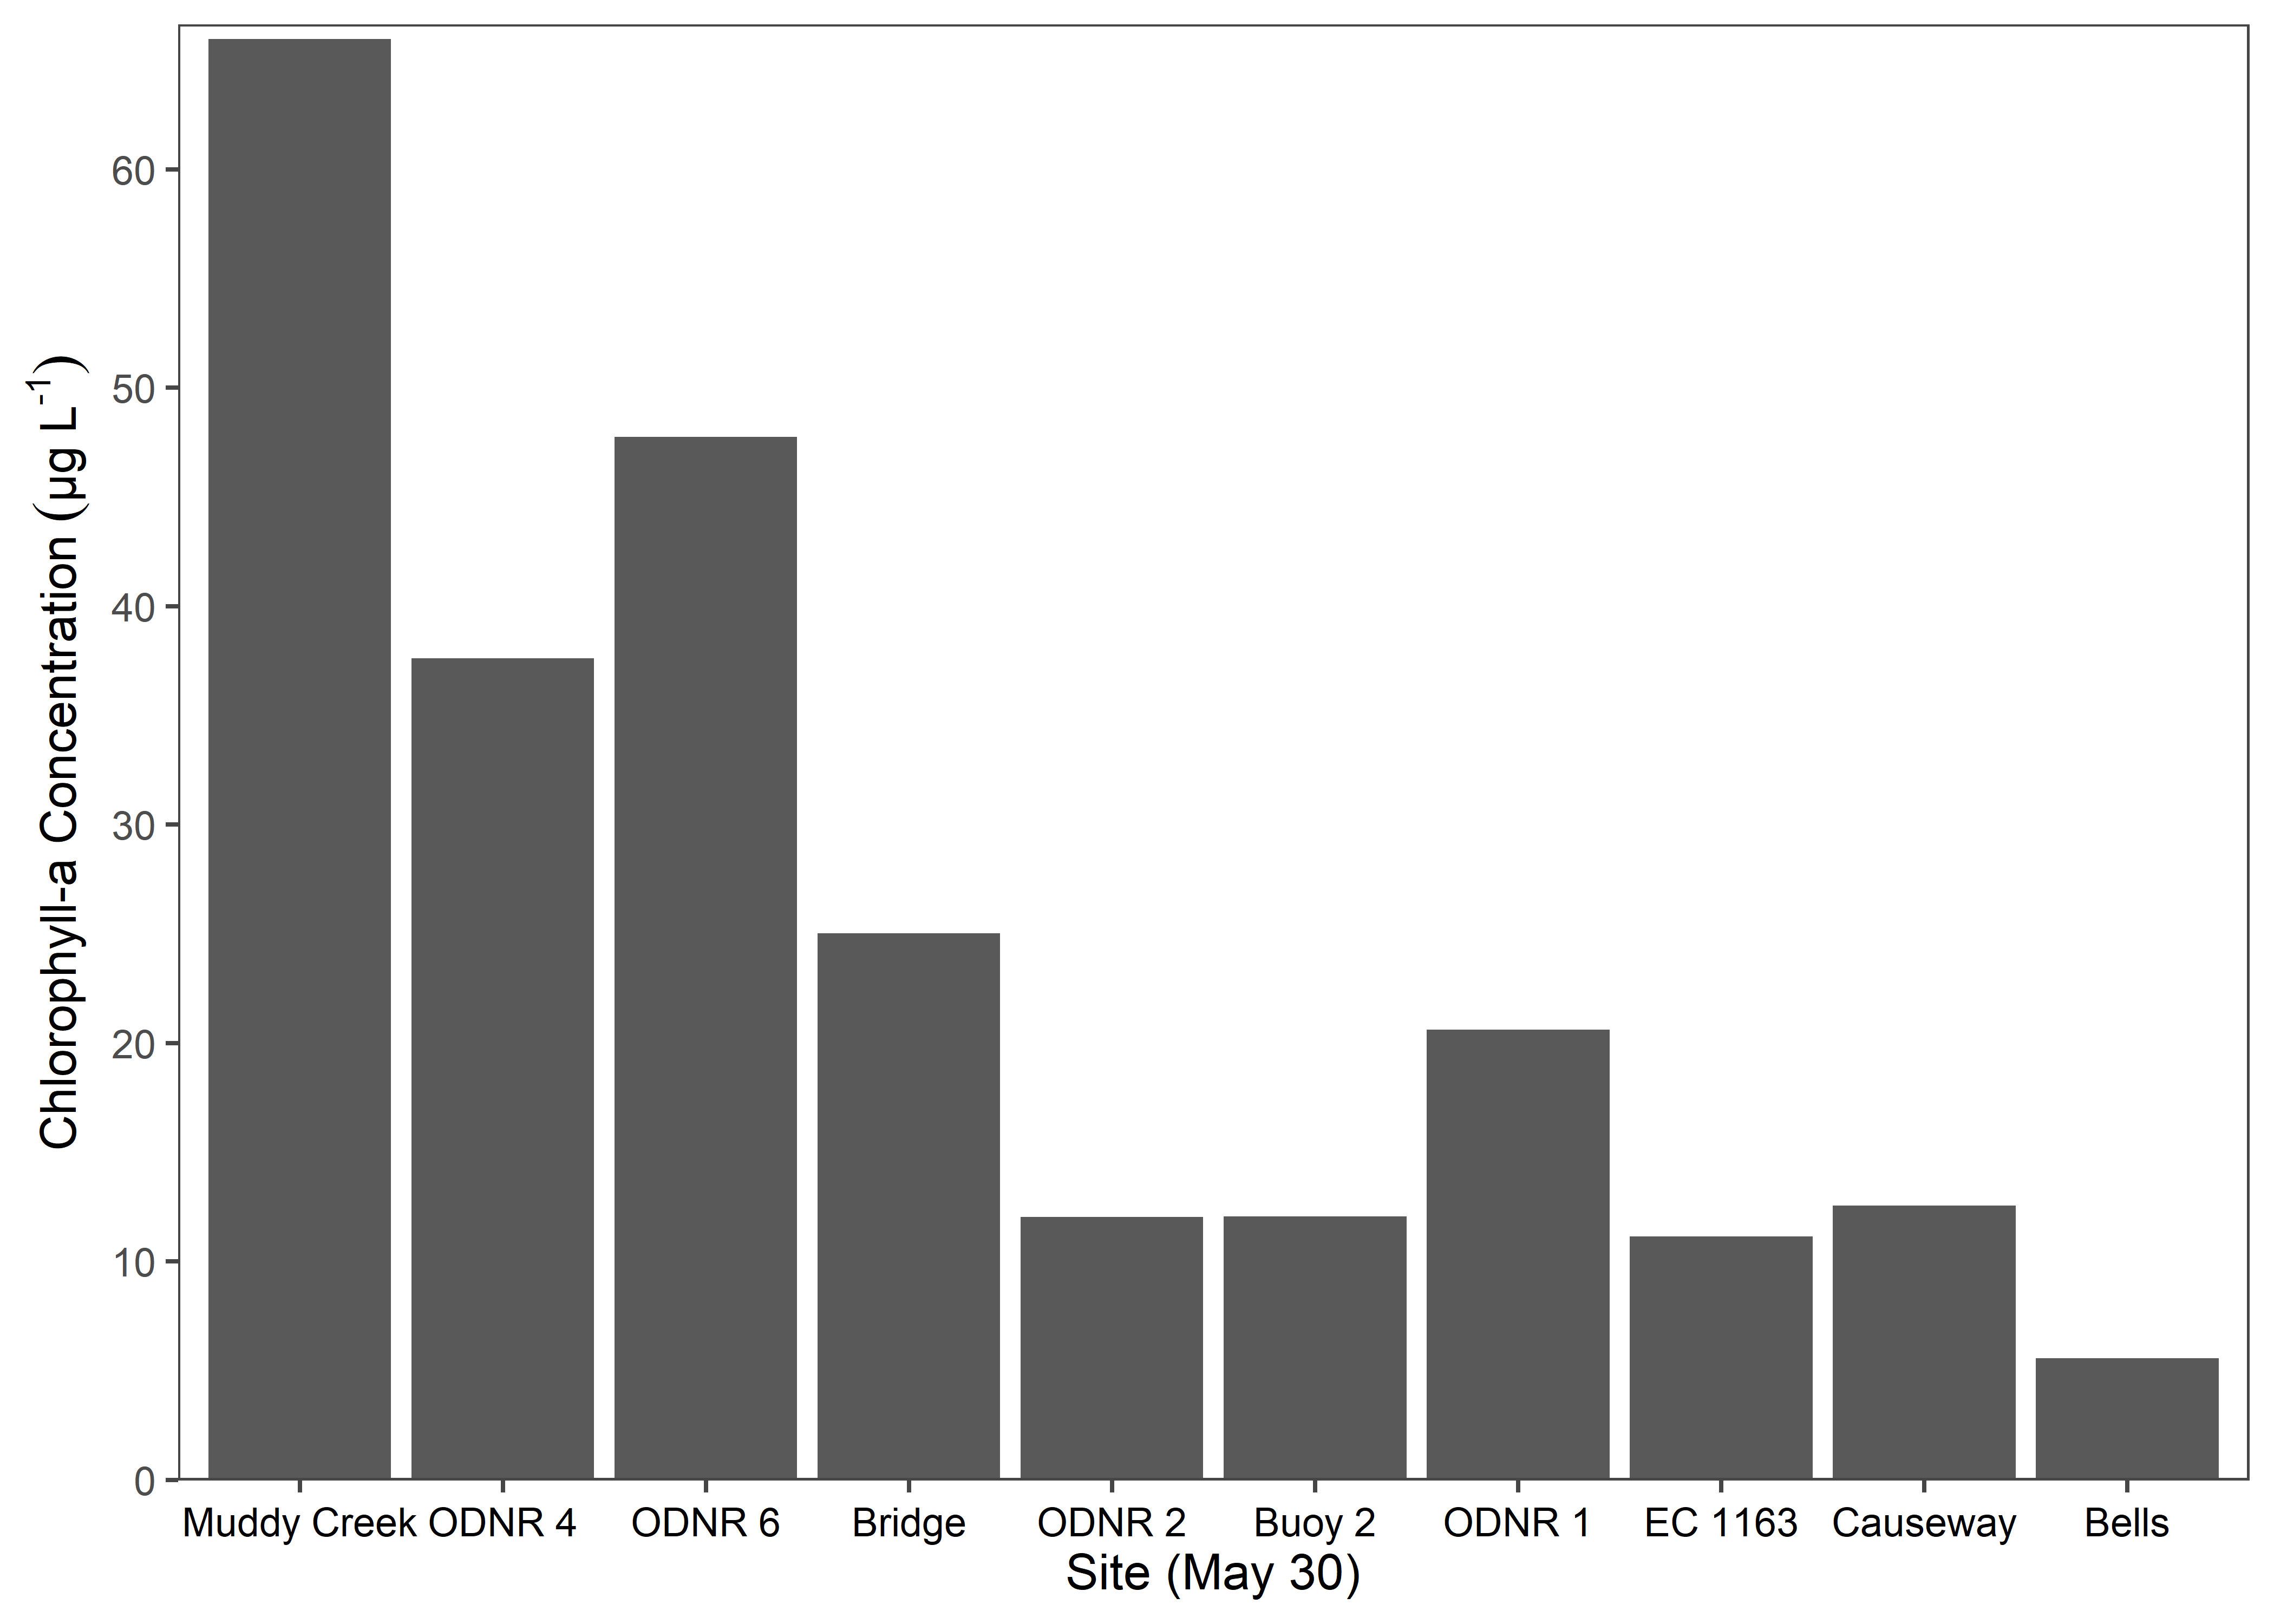 Chlorophyll-a Concentration (µg L⁻¹)
60
50
40
30
20
10
0
Muddy Creek ODNR 4 ODNR 6 Bridge ODNR 2 Buoy 2 ODNR 1 EC 1163 Causeway Bells
Site (May 30)